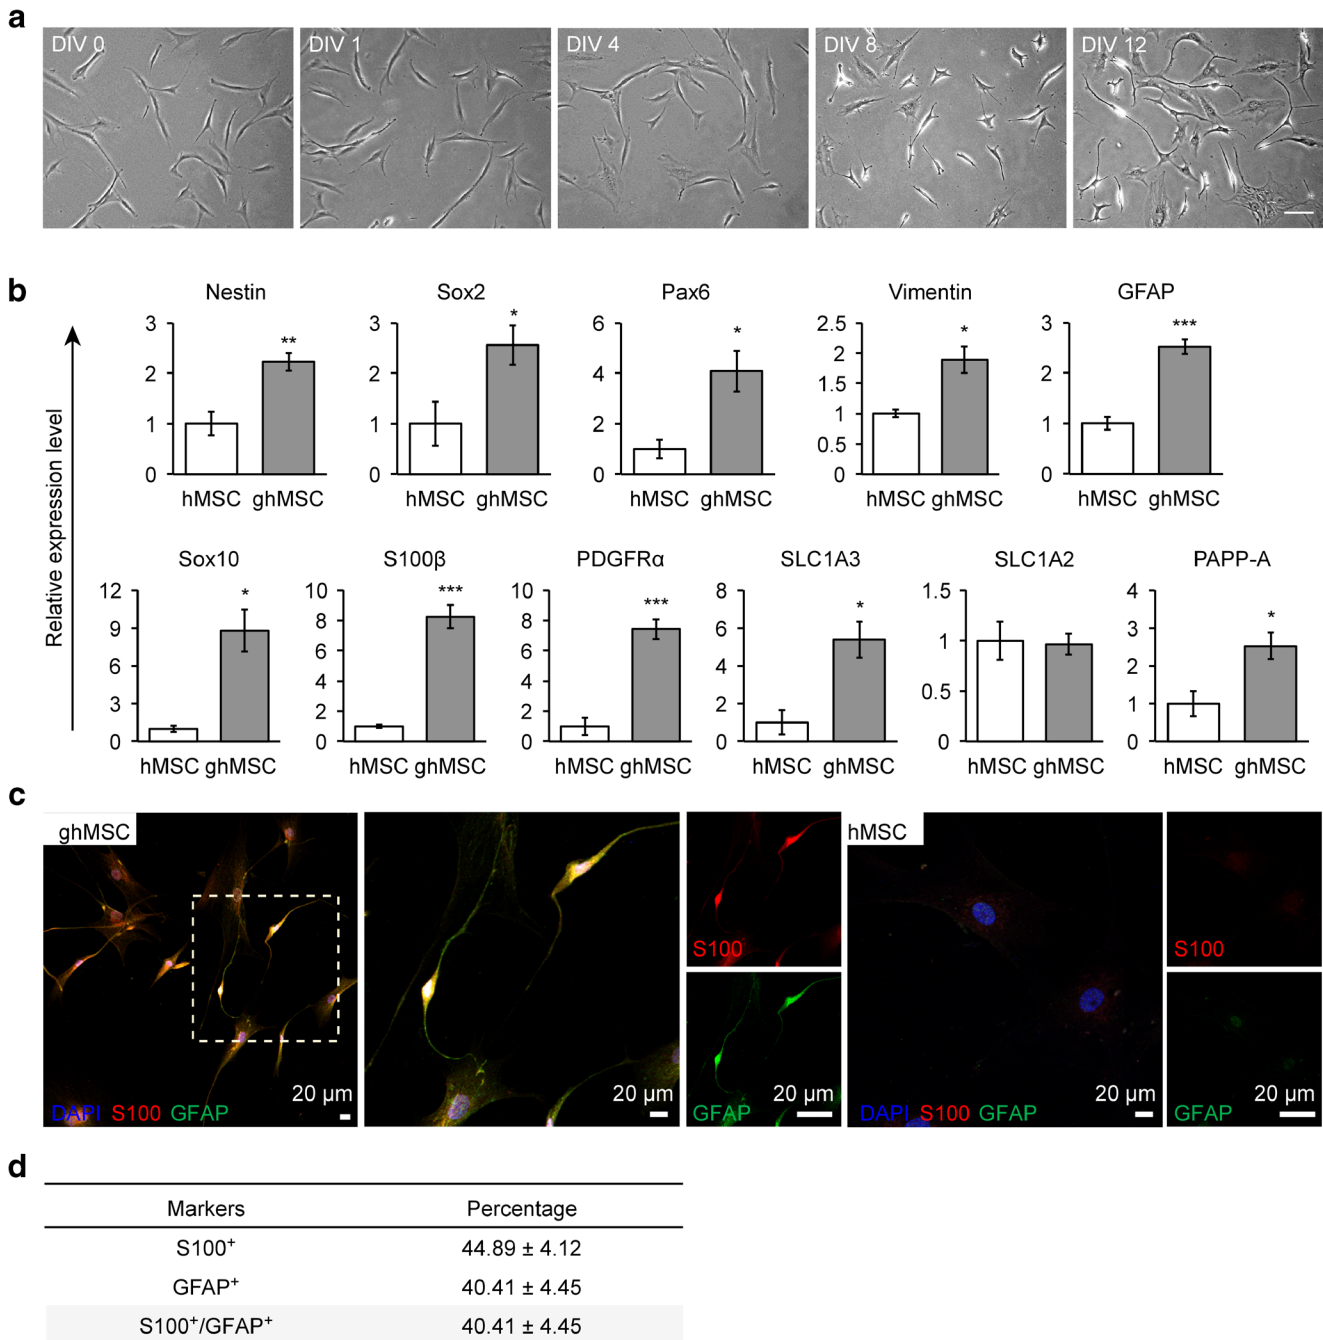 a
DIV 0
DIV 1
DIV 4
DIV 8
DIV 12
b
Relative expression level
Nestin
3
2
1
0
**
hMSC ghMSC
Sox2
3
2
1
0
*
hMSC ghMSC
Pax6
6
4
2
0
*
hMSC ghMSC
Vimentin
2.5
2
1.5
1
0.5
0
*
hMSC ghMSC
GFAP
3
2
1
0
***
hMSC ghMSC
Sox10
12
9
6
3
0
*
hMSC ghMSC
S100β
10
8
6
4
2
0
***
hMSC ghMSC
PDGFRα
10
8
6
4
2
0
***
hMSC ghMSC
SLC1A3
8
6
4
2
0
*
hMSC ghMSC
SLC1A2
1.5
1
0.5
0
hMSC ghMSC
PAPP-A
4
3
2
1
0
*
hMSC ghMSC
c
ghMSC
20 μm
DAPI S100 GFAP
20 μm
S100
20 μm
GFAP
hMSC
20 μm
DAPI S100 GFAP
S100
20 μm
GFAP
d
Markers Percentage
S100⁺ 44.89 ± 4.12
GFAP⁺ 40.41 ± 4.45
S100⁺/GFAP⁺ 40.41 ± 4.45